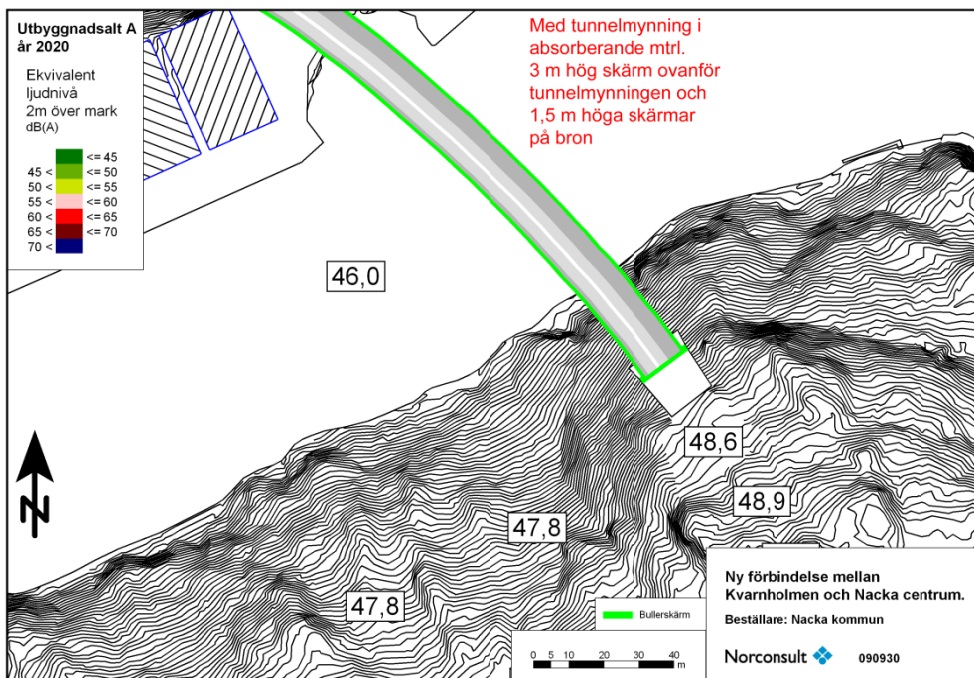 Utbyggnadsalt A
år 2020
Ekvivalent
ljudnivå
2m över mark
dB(A)
<= 45
45 < <= 50
50 < <= 55
55 < <= 60
60 < <= 65
65 < <= 70
70 <
Med tunnelmynning i
absorberande mtrl.
3 m hög skärm ovanför
tunnelmynningen och
1,5 m höga skärmar
på bron
46,0
48,6
48,9
47,8
47,8
N
Bullerskärm
0 5 10 20 30 40
m
Ny förbindelse mellan
Kvarnholmen och Nacka centrum.
Beställare: Nacka kommun
Norconsult 090930